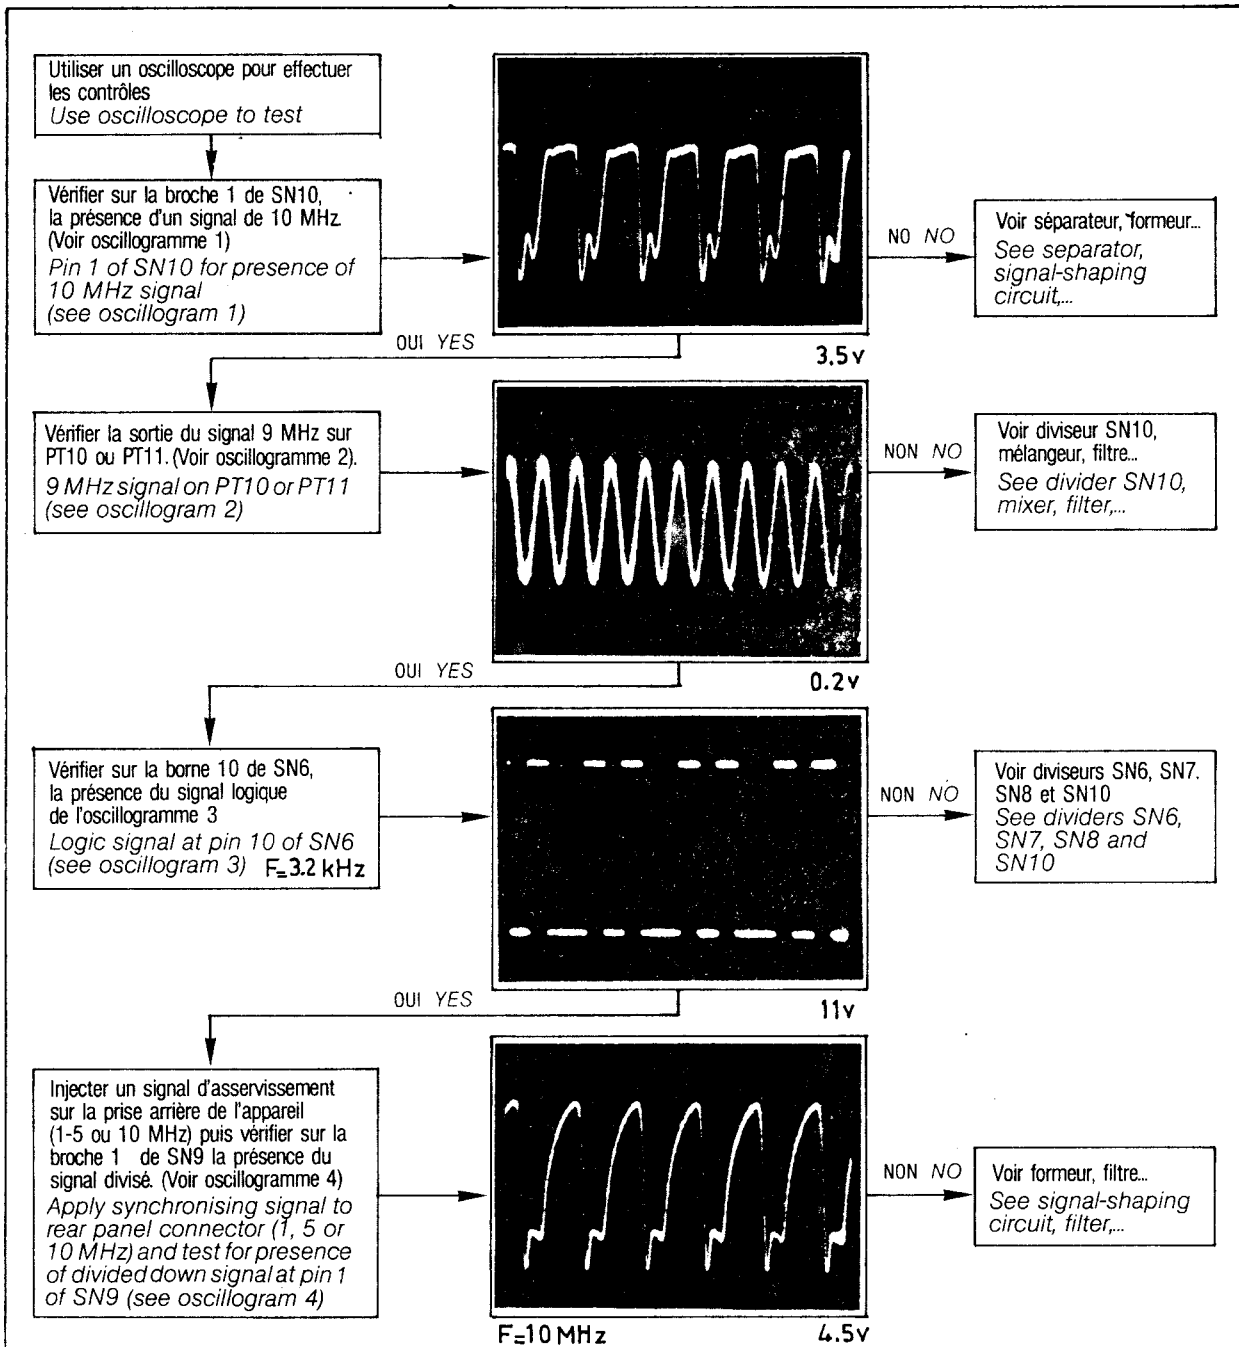 Utiliser un oscilloscope pour effectuer
les contrôles
Use oscilloscope to test
Vérifier sur la broche 1 de SN10,
la présence d'un signal de 10 MHz.
(Voir oscillogramme 1)
Pin 1 of SN10 for presence of
10 MHz signal
(see oscillogram 1)
NO NO
Voir séparateur, formeur...
See separator,
signal-shaping
circuit,...
OUI YES
3.5v
Vérifier la sortie du signal 9 MHz sur
PT10 ou PT11. (Voir oscillogramme 2).
9 MHz signal on PT10 or PT11
(see oscillogram 2)
NON NO
Voir diviseur SN10,
mélangeur, filtre...
See divider SN10,
mixer, filter,...
OUI YES
0.2v
Vérifier sur la borne 10 de SN6,
la présence du signal logique
de l'oscillogramme 3
Logic signal at pin 10 of SN6
(see oscillogram 3) F=3.2 kHz
NON NO
Voir diviseurs SN6, SN7.
SN8 et SN10
See dividers SN6,
SN7, SN8 and
SN10
OUI YES
11v
Injecter un signal d'asservissement
sur la prise arrière de l'appareil
(1-5 ou 10 MHz) puis vérifier sur la
broche 1 de SN9 la présence du
signal divisé. (Voir oscillogramme 4)
Apply synchronising signal to
rear panel connector (1, 5 or
10 MHz) and test for presence
of divided down signal at pin 1
of SN9 (see oscillogram 4)
NON NO
Voir formeur, filtre...
See signal-shaping
circuit, filter,...
F=10 MHz
4.5v